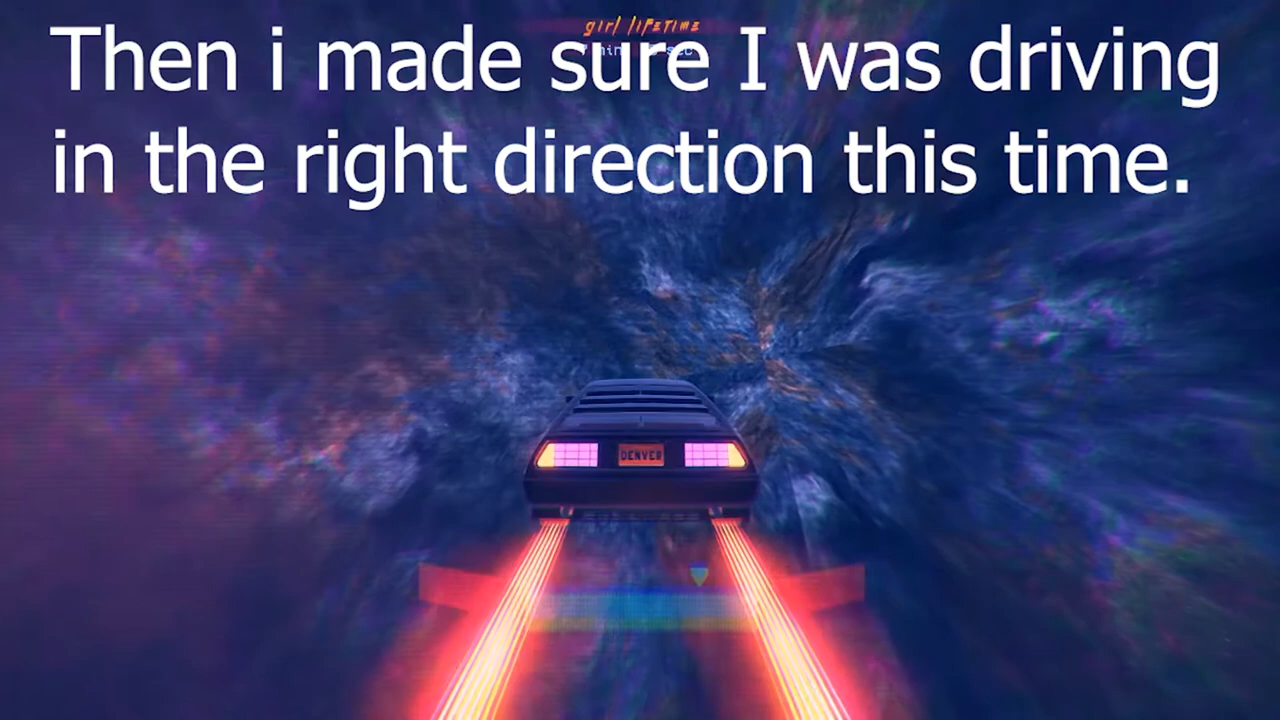 girl lifetime
Then i made sure I was driving
in the right direction this time.
DENVER